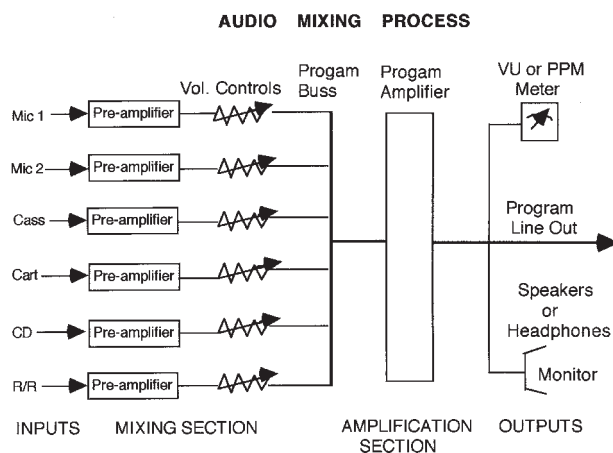 AUDIO MIXING PROCESS
Vol. Controls
Progam
Buss
Progam
Amplifier
VU or PPM
Meter
Mic 1
Pre-amplifier
Mic 2
Pre-amplifier
Cass
Pre-amplifier
Cart
Pre-amplifier
CD
Pre-amplifier
R/R
Pre-amplifier
Program
Line Out
Speakers
or
Headphones
Monitor
INPUTS
MIXING SECTION
AMPLIFICATION
SECTION
OUTPUTS